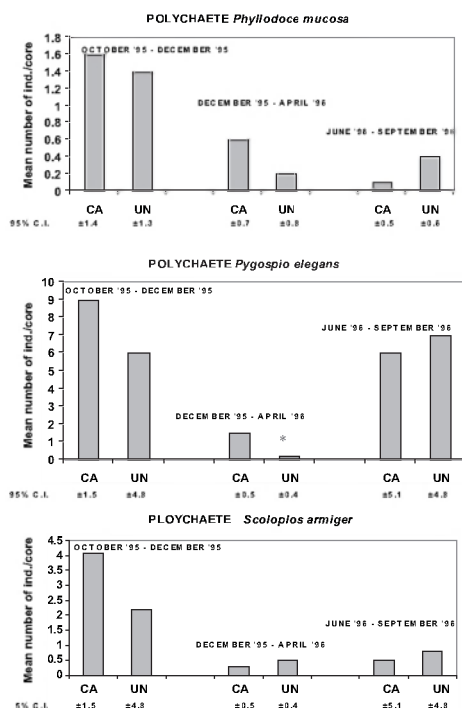 POLYCHAETE Phyllodoce mucosa
1.8
OCTOBER '95 - DECEMBER '95
1.6
1.4
1.2
DECEMBER '95 - APRIL '96
1
0.8
JUNE '96 - SEPTEMBER '96
0.6
0.4
0.2
0
Mean number of ind./core
CA UN CA UN CA UN
95% C.I. ±1.4 ±1.3 ±0.7 ±0.8 ±0.5 ±0.6
POLYCHAETE Pygospio elegans
10
OCTOBER '95 - DECEMBER '95
9
8
JUNE '96 - SEPTEMBER '96
7
6
5
4
3
DECEMBER '95 - APRIL '96
2
1
*
0
Mean number of ind./core
CA UN CA UN CA UN
95% C.I. ±1.5 ±4.8 ±0.5 ±0.4 ±5.1 ±4.8
PLOYCHAETE Scoloplos armiger
4.5
OCTOBER '95 - DECEMBER '95
4
3.5
3
2.5
2
JUNE '96 - SEPTEMBER '96
1.5
DECEMBER '95 - APRIL '96
1
0.5
0
Mean number of ind./core
CA UN CA UN CA UN
5% C.I. ±1.5 ±4.8 ±0.5 ±0.4 ±5.1 ±4.8